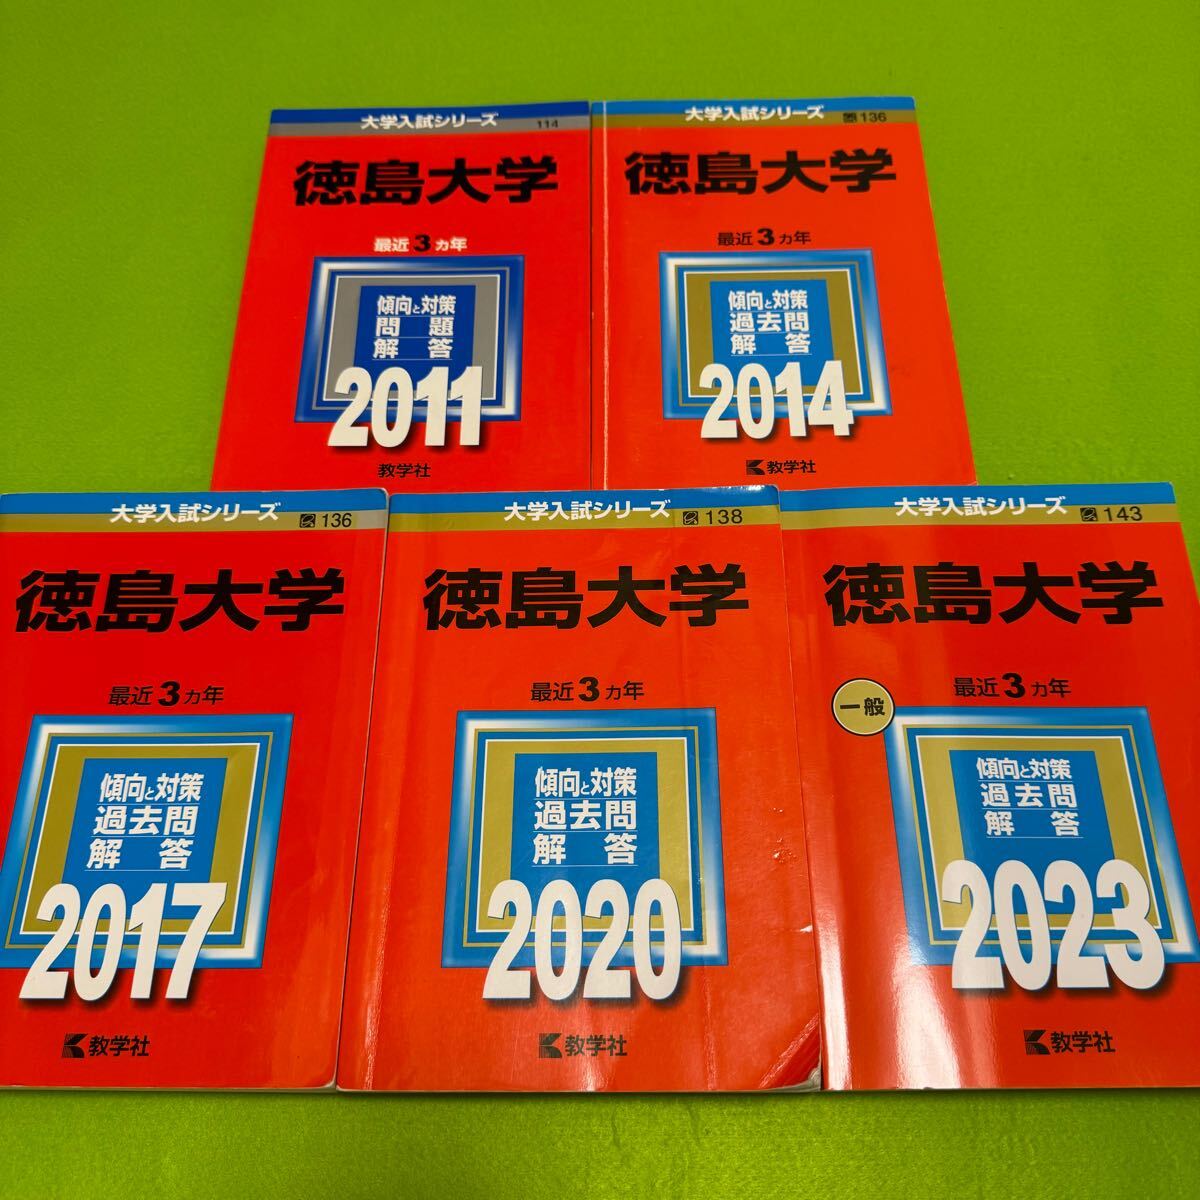 大学入試シリーズ
114
徳島大学
最近3ヵ年
傾向と対策
問題
解答
2011
教学社
大学入試シリーズ
136
徳島大学
最近3ヵ年
傾向と対策
過去問
解答
2014
教学社
大学入試シリーズ
136
徳島大学
最近3ヵ年
傾向と対策
過去問
解答
2017
教学社
大学入試シリーズ
138
徳島大学
最近3ヵ年
傾向と対策
過去問
解答
2020
教学社
大学入試シリーズ
143
徳島大学
最近3ヵ年
一般
傾向と対策
過去問
解答
2023
教学社